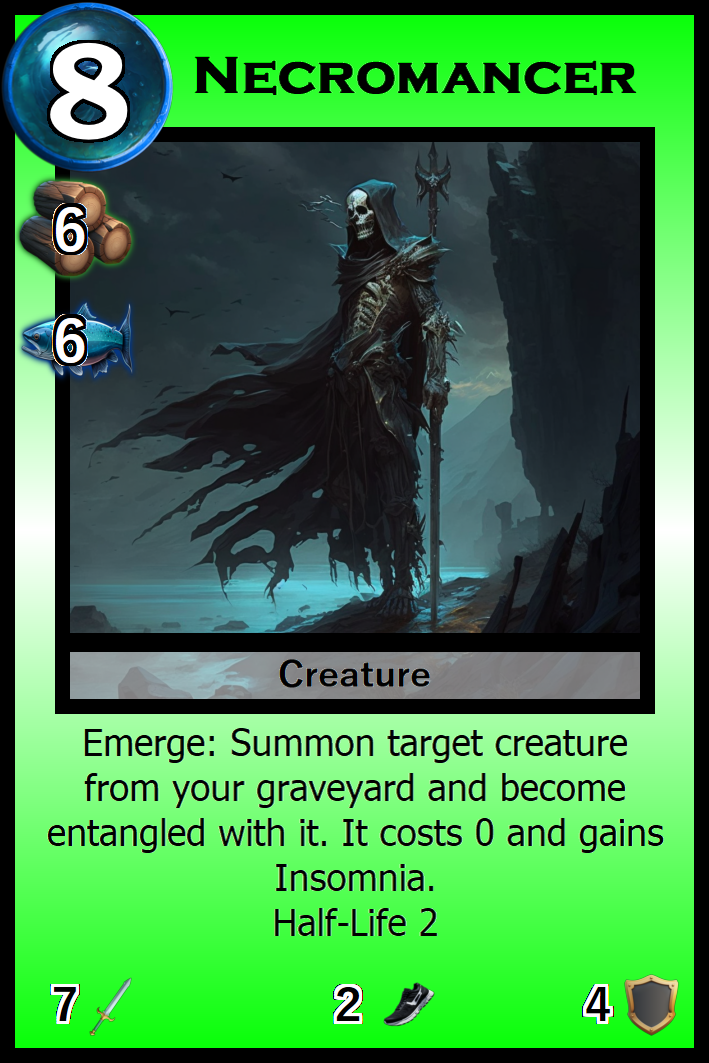 8
Necromancer
6
6
Creature
Emerge: Summon target creature
from your graveyard and become
entangled with it. It costs 0 and gains
Insomnia.
Half-Life 2
7 2 4